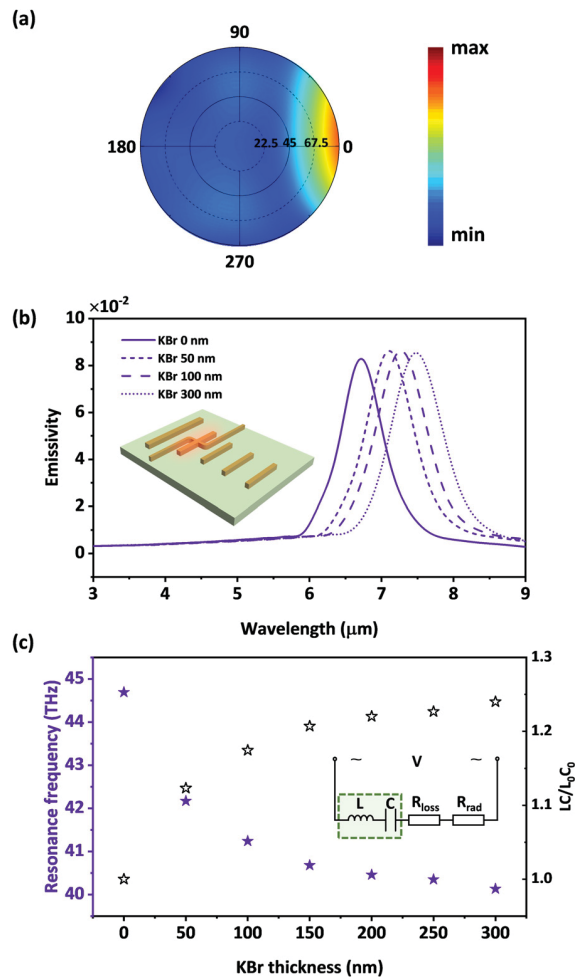 (a)
90
max
180
22.5
45
67.5
0
min
270
(b)
×10⁻²
10
8
6
4
2
0
Emissivity
KBr 0 nm
KBr 50 nm
KBr 100 nm
KBr 300 nm
3
4
5
6
7
8
9
Wavelength (μm)
(c)
45
44
43
42
41
40
Resonance frequency (THz)
1.3
1.2
1.1
1.0
LC/L₀C₀
~
V
~
L
C
R_loss
R_rad
0
50
100
150
200
250
300
KBr thickness (nm)